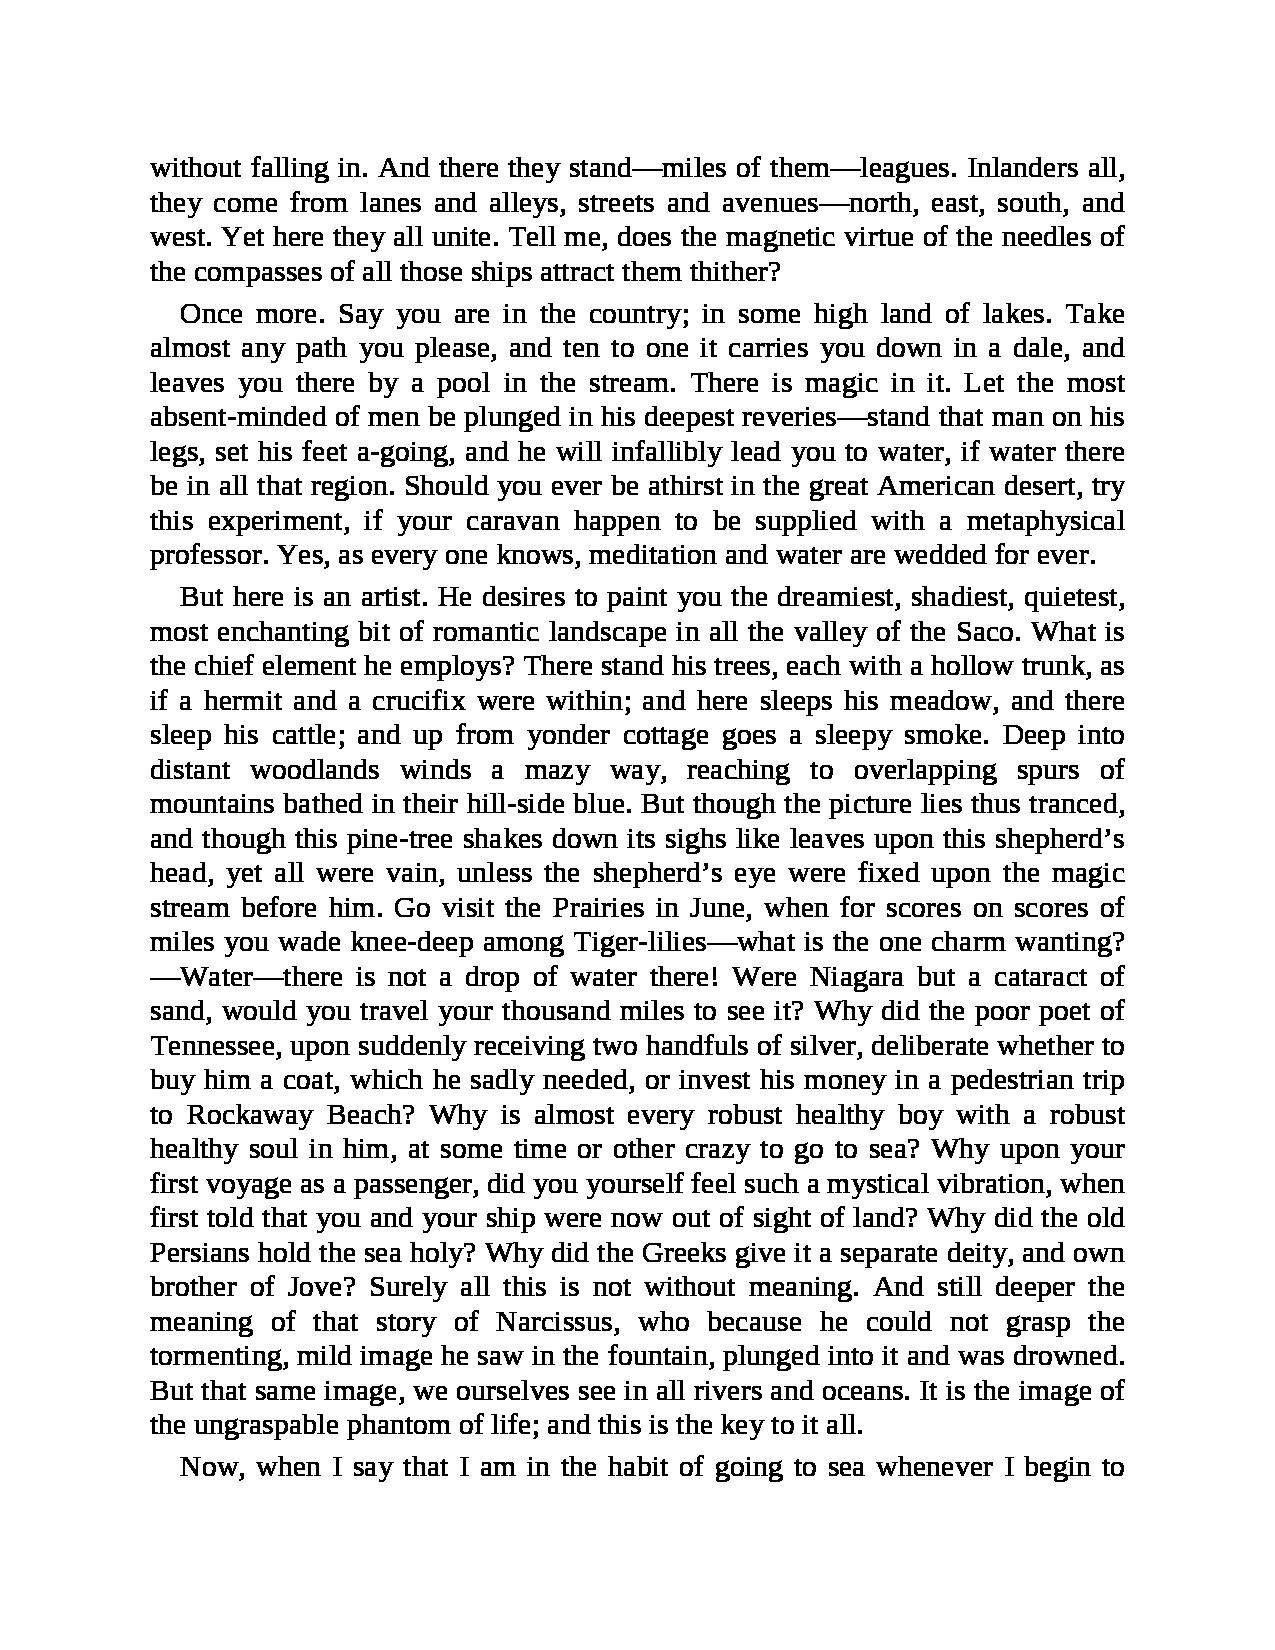 without falling in. And there they stand—miles of them—leagues. Inlanders all,
they come from lanes and alleys, streets and avenues—north, east, south, and
west. Yet here they all unite. Tell me, does the magnetic virtue of the needles of
the compasses of all those ships attract them thither?
Once more. Say you are in the country; in some high land of lakes. Take
almost any path you please, and ten to one it carries you down in a dale, and
leaves you there by a pool in the stream. There is magic in it. Let the most
absent-minded of men be plunged in his deepest reveries—stand that man on his
legs, set his feet a-going, and he will infallibly lead you to water, if water there
be in all that region. Should you ever be athirst in the great American desert, try
this experiment, if your caravan happen to be supplied with a metaphysical
professor. Yes, as every one knows, meditation and water are wedded for ever.
But here is an artist. He desires to paint you the dreamiest, shadiest, quietest,
most enchanting bit of romantic landscape in all the valley of the Saco. What is
the chief element he employs? There stand his trees, each with a hollow trunk, as
if a hermit and a crucifix were within; and here sleeps his meadow, and there
sleep his cattle; and up from yonder cottage goes a sleepy smoke. Deep into
distant woodlands winds a mazy way, reaching to overlapping spurs of
mountains bathed in their hill-side blue. But though the picture lies thus tranced,
and though this pine-tree shakes down its sighs like leaves upon this shepherd’s
head, yet all were vain, unless the shepherd’s eye were fixed upon the magic
stream before him. Go visit the Prairies in June, when for scores on scores of
miles you wade knee-deep among Tiger-lilies—what is the one charm wanting?
—Water—there is not a drop of water there! Were Niagara but a cataract of
sand, would you travel your thousand miles to see it? Why did the poor poet of
Tennessee, upon suddenly receiving two handfuls of silver, deliberate whether to
buy him a coat, which he sadly needed, or invest his money in a pedestrian trip
to Rockaway Beach? Why is almost every robust healthy boy with a robust
healthy soul in him, at some time or other crazy to go to sea? Why upon your
first voyage as a passenger, did you yourself feel such a mystical vibration, when
first told that you and your ship were now out of sight of land? Why did the old
Persians hold the sea holy? Why did the Greeks give it a separate deity, and own
brother of Jove? Surely all this is not without meaning. And still deeper the
meaning of that story of Narcissus, who because he could not grasp the
tormenting, mild image he saw in the fountain, plunged into it and was drowned.
But that same image, we ourselves see in all rivers and oceans. It is the image of
the ungraspable phantom of life; and this is the key to it all.
Now, when I say that I am in the habit of going to sea whenever I begin to